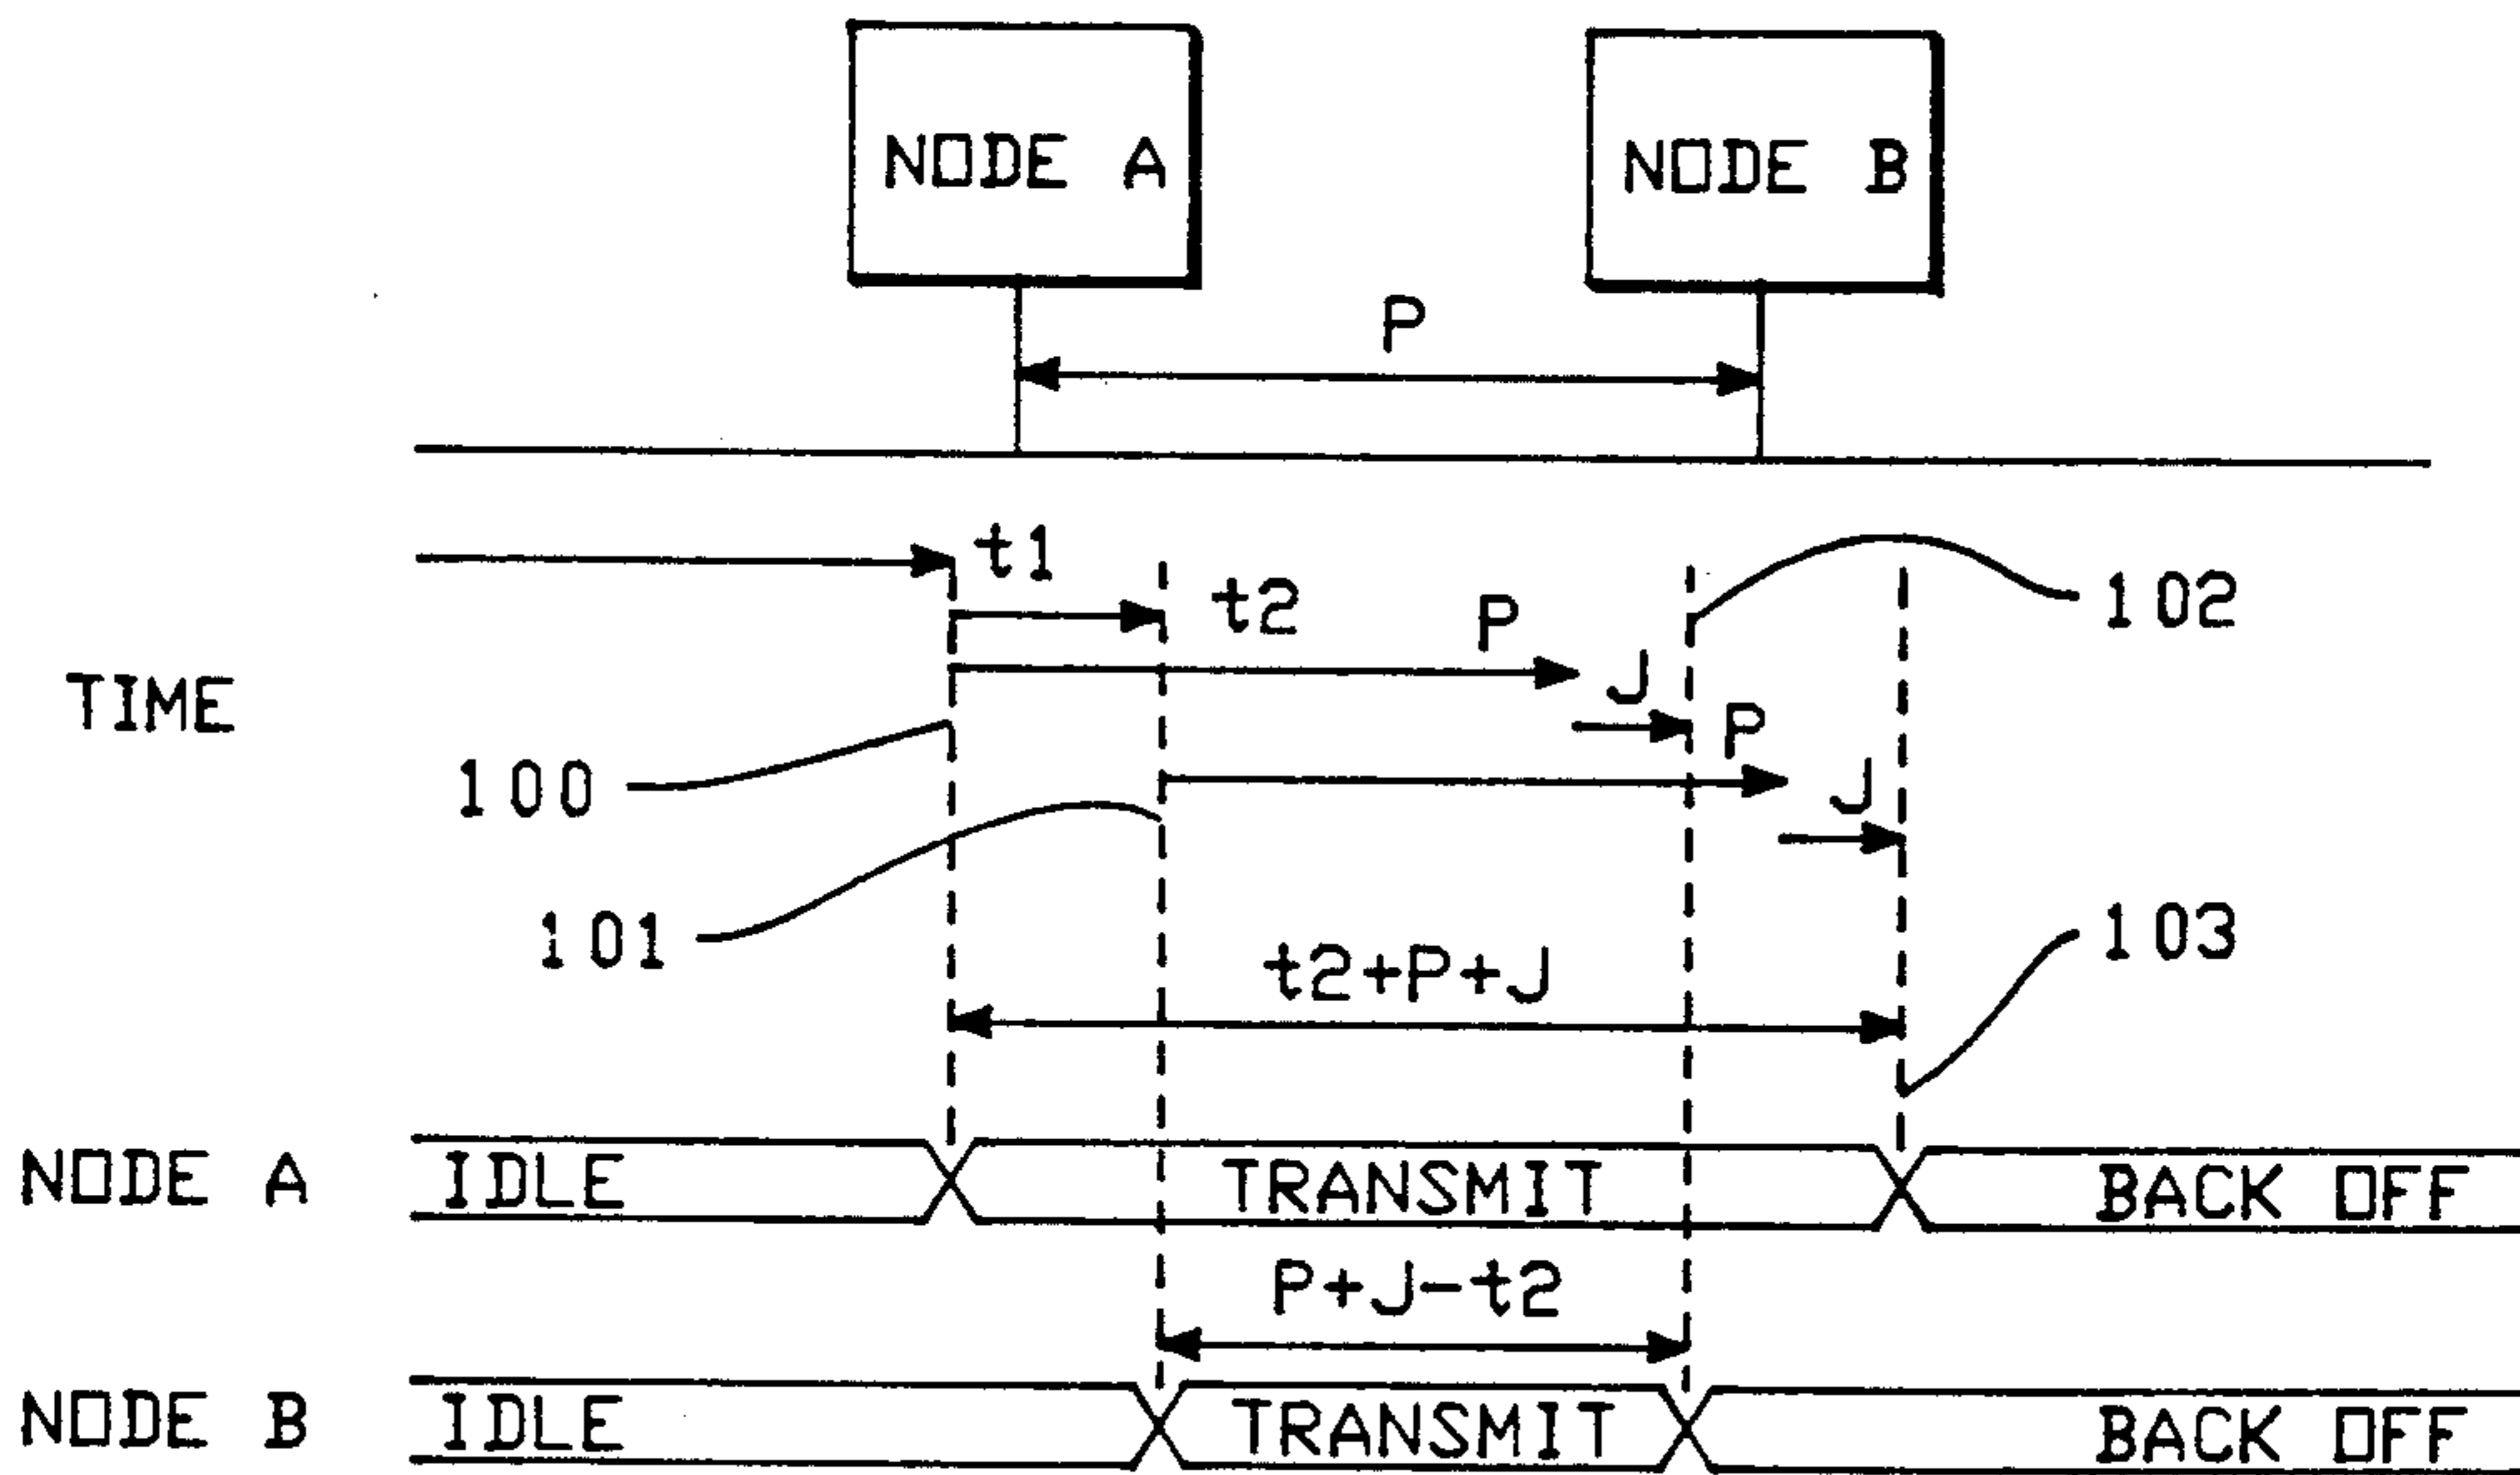 NODE A
NODE B
P
t1
t2
P
102
J
TIME
P
100
J
101
103
t2+P+J
NODE A IDLE TRANSMIT BACK OFF
P+J-t2
NODE B IDLE TRANSMIT BACK OFF